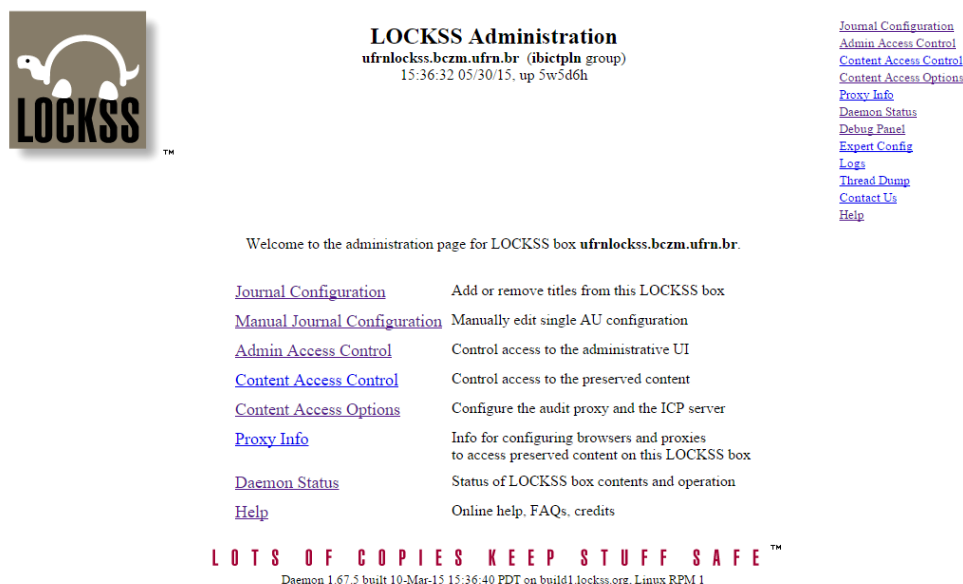 LOCKSS
TM
LOCKSS Administration
ufrnlockss.bczm.ufrn.br (ibictpln group)
15:36:32 05/30/15, up 5w5d6h
Journal Configuration
Admin Access Control
Content Access Control
Content Access Options
Proxy Info
Daemon Status
Debug Panel
Expert Config
Logs
Thread Dump
Contact Us
Help
Welcome to the administration page for LOCKSS box ufrnlockss.bczm.ufrn.br.
Journal Configuration Add or remove titles from this LOCKSS box
Manual Journal Configuration Manually edit single AU configuration
Admin Access Control Control access to the administrative UI
Content Access Control Control access to the preserved content
Content Access Options Configure the audit proxy and the ICP server
Proxy Info Info for configuring browsers and proxies
to access preserved content on this LOCKSS box
Daemon Status Status of LOCKSS box contents and operation
Help Online help, FAQs, credits
LOTS OF COPIES KEEP STUFF SAFE TM
Daemon 1.67.5 built 10-Mar-15 15:36:40 PDT on build1.lockss.org, Linux RPM 1